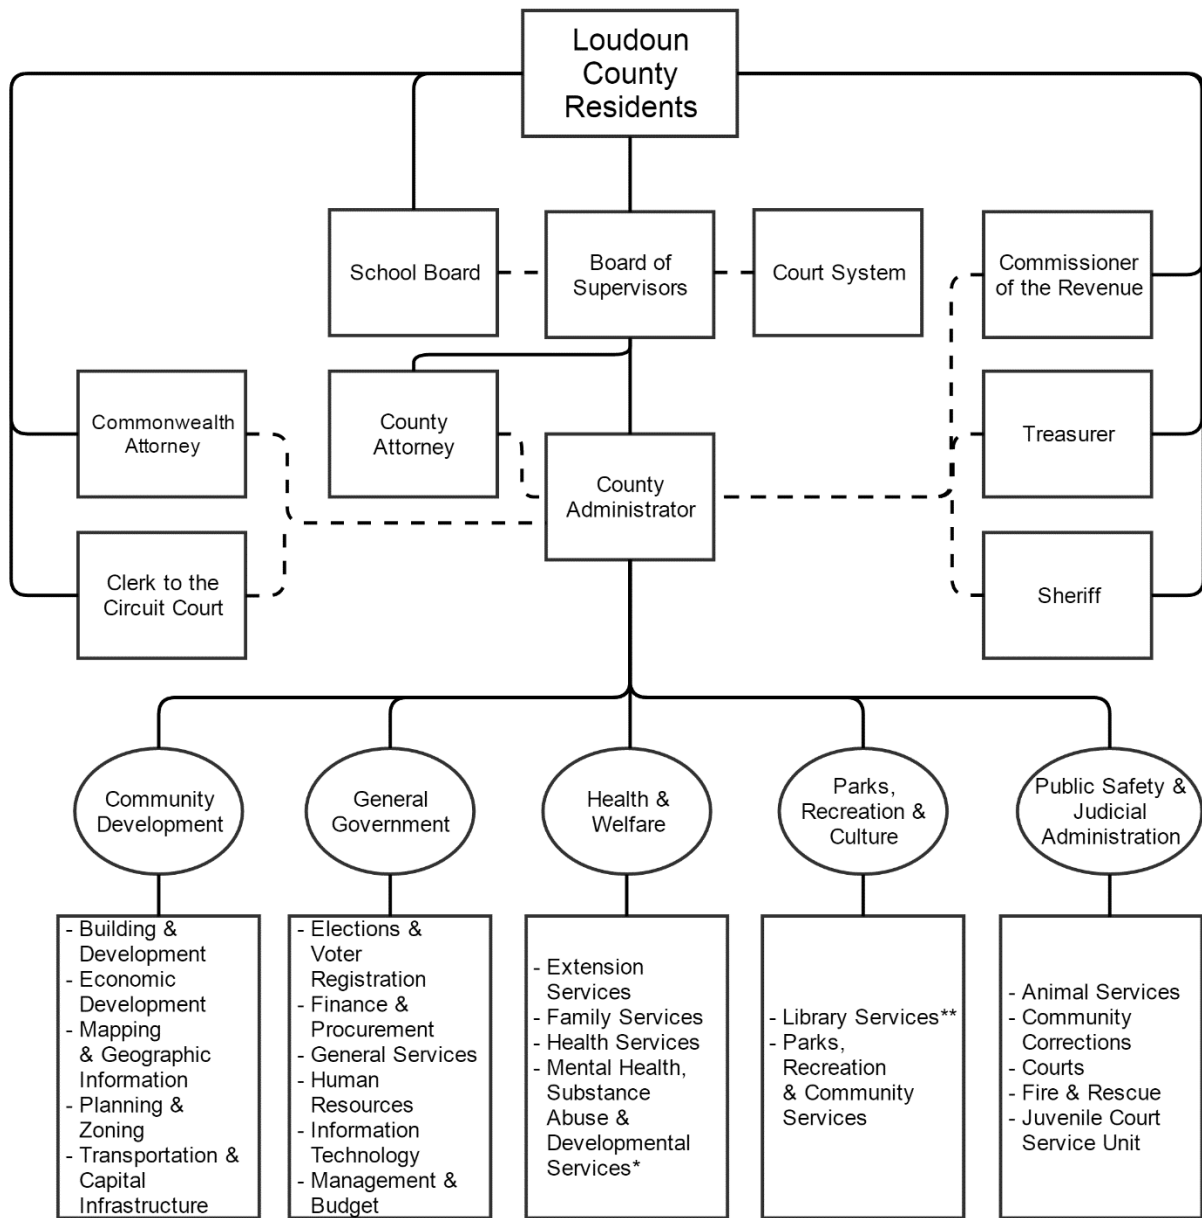 Loudoun
County
Residents
School Board
Board of
Supervisors
Court System
Commissioner
of the Revenue
Commonwealth
Attorney
County
Attorney
County
Administrator
Treasurer
Clerk to the
Circuit Court
Sheriff
Community
Development
General
Government
Health &
Welfare
Parks,
Recreation &
Culture
Public Safety &
Judicial
Administration
- Building &
Development
- Economic
Development
- Mapping
& Geographic
Information
- Planning &
Zoning
- Transportation &
Capital
Infrastructure
- Elections &
Voter
Registration
- Finance &
Procurement
- General Services
- Human
Resources
- Information
Technology
- Management &
Budget
- Extension
Services
- Family Services
- Health Services
- Mental Health,
Substance
Abuse &
Developmental
Services*
- Library Services**
- Parks,
Recreation
& Community
Services
- Animal Services
- Community
Corrections
- Courts
- Fire & Rescue
- Juvenile Court
Service Unit